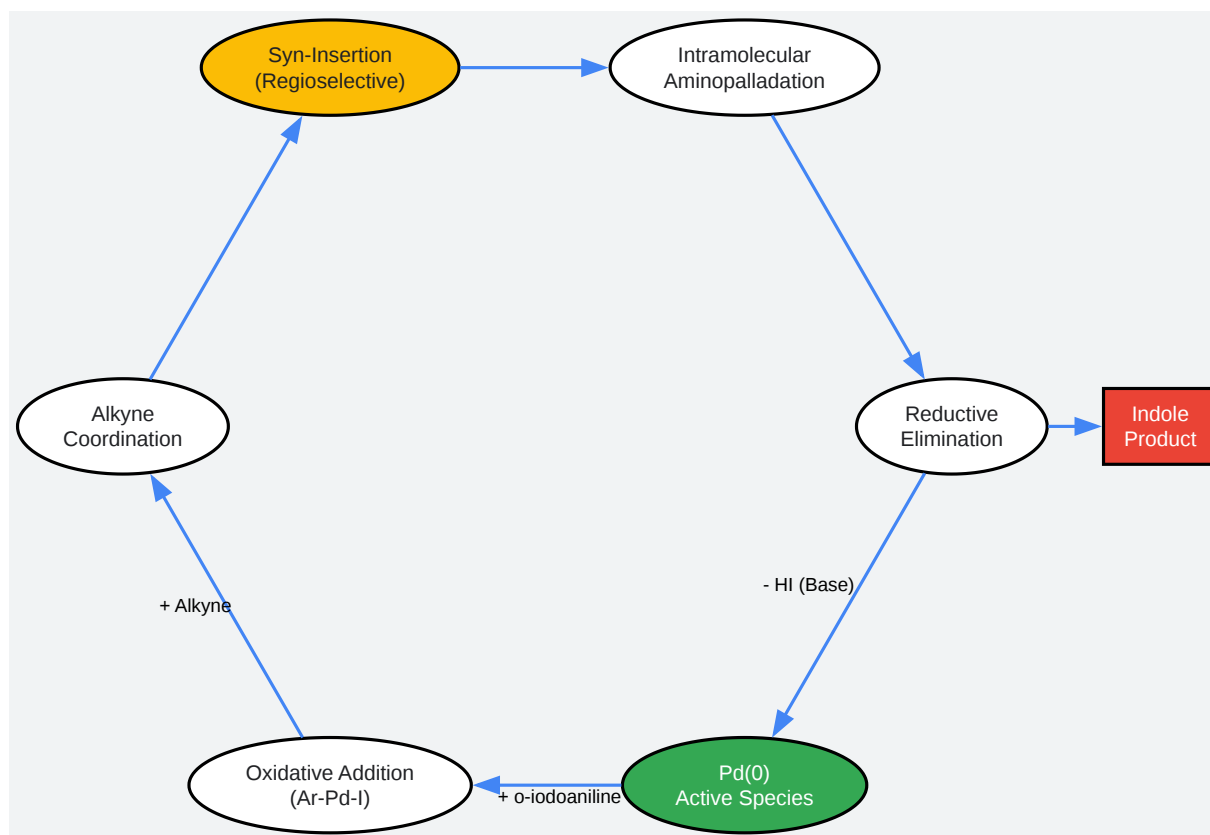 Syn-Insertion
(Regioselective)
Intramolecular
Aminopalladation
Alkyne
Coordination
Reductive
Elimination
Indole
Product
- HI (Base)
+ Alkyne
Oxidative Addition
(Ar-Pd-I)
+ o-iodoaniline
Pd(0)
Active Species